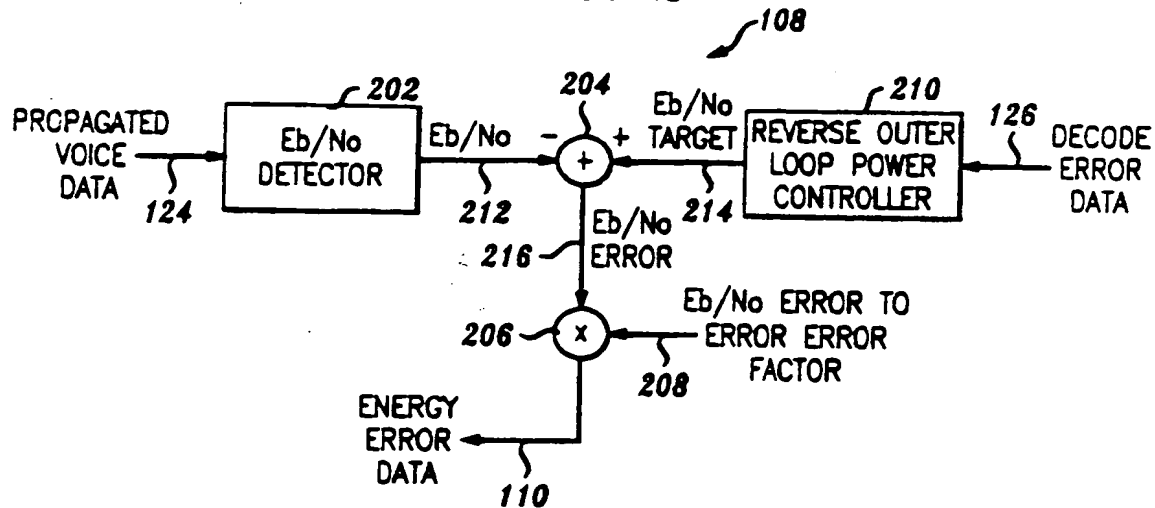 108
PROPAGATED
VOICE
DATA
124
202
Eb/No
DETECTOR
Eb/No
212
204
-
+
+
Eb/No
TARGET
214
210
REVERSE OUTER
LOOP POWER
CONTROLLER
126
DECODE
ERROR
DATA
216
Eb/No
ERROR
206
x
Eb/No ERROR TO
ERROR ERROR
FACTOR
208
ENERGY
ERROR
DATA
110